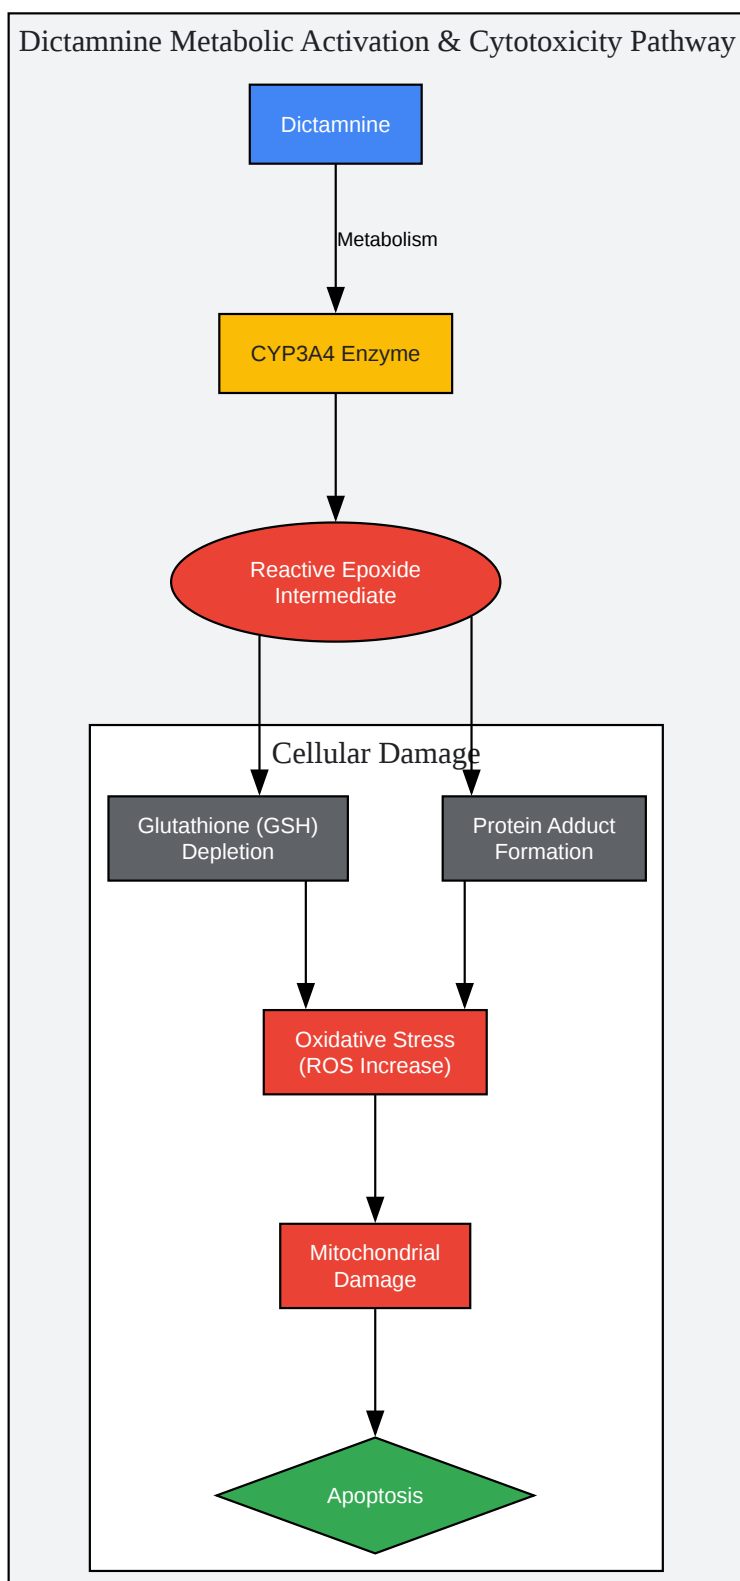 Dictamnine Metabolic Activation & Cytotoxicity Pathway
Dictamnine
Metabolism
CYP3A4 Enzyme
Reactive Epoxide
Intermediate
Cellular Damage
Glutathione (GSH)
Depletion
Protein Adduct
Formation
Oxidative Stress
(ROS Increase)
Mitochondrial
Damage
Apoptosis